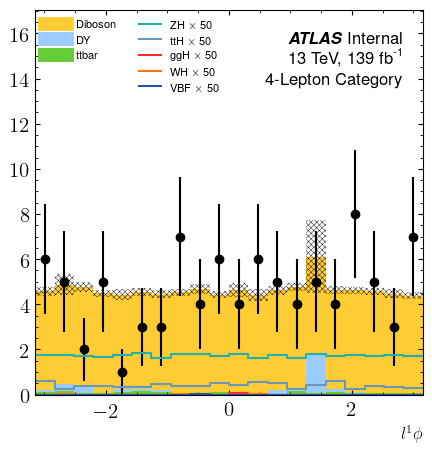 Diboson
DY
ttbar
ZH × 50
ttH × 50
ggH × 50
WH × 50
VBF × 50
ATLAS Internal
13 TeV, 139 fb⁻¹
4-Lepton Category
16
14
12
10
8
6
4
2
0
−2 0 2
l¹ϕ